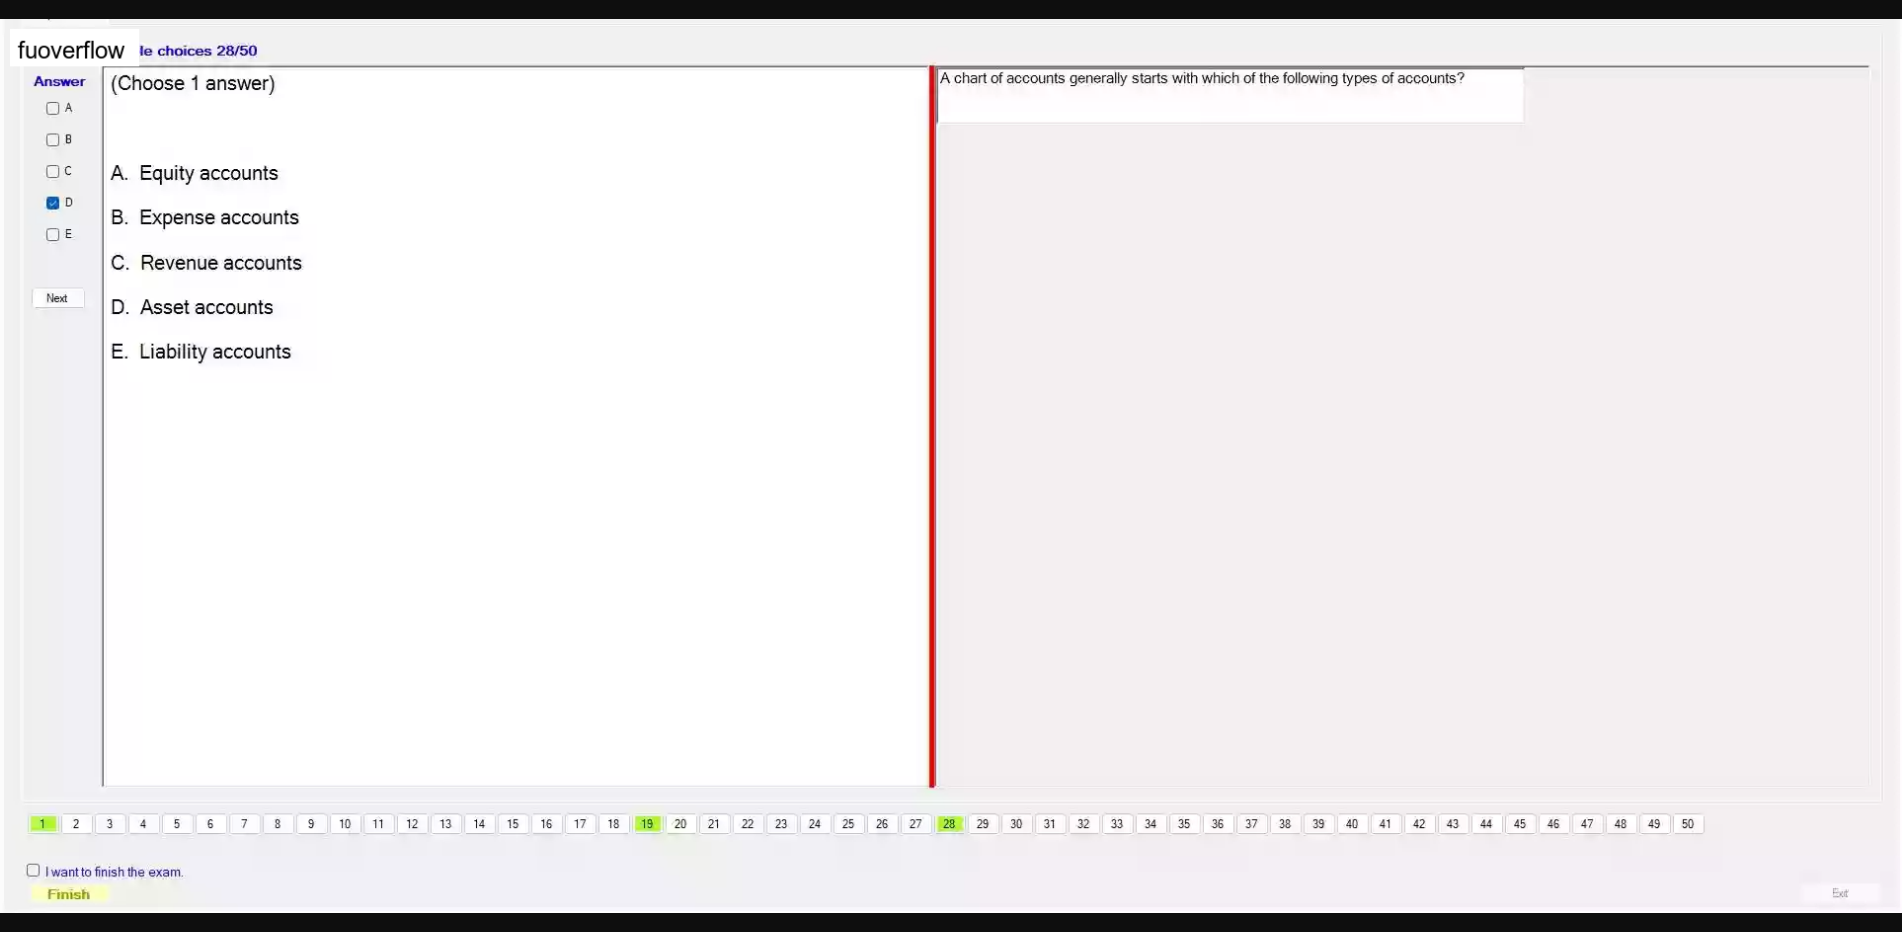 fuoverflow
le choices 28/50
Answer
(Choose 1 answer)
A chart of accounts generally starts with which of the following types of accounts?
A
B
C
D
E
A. Equity accounts
B. Expense accounts
C. Revenue accounts
D. Asset accounts
E. Liability accounts
Next
1 2 3 4 5 6 7 8 9 10 11 12 13 14 15 16 17 18 19 20 21 22 23 24 25 26 27 28 29 30 31 32 33 34 35 36 37 38 39 40 41 42 43 44 45 46 47 48 49 50
I want to finish the exam.
Finish
Exit